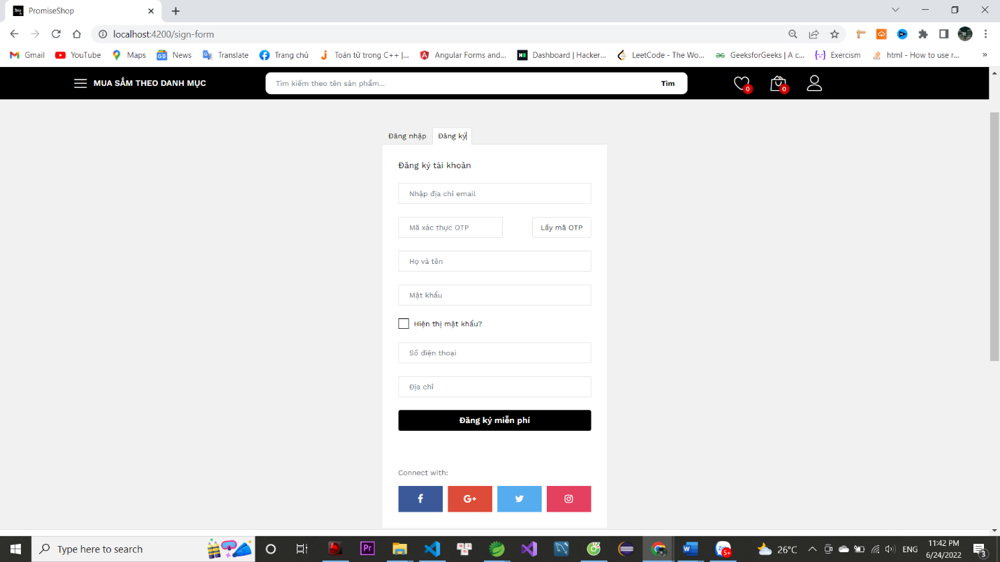 PromiseShop
localhost:4200/sign-form
Gmail YouTube Maps News Translate Trang chủ Toán tử trong C++ |... Angular Forms and... Dashboard | Hacker... LeetCode - The Wo... GeeksforGeeks | A c... Exercism html - How to use r... »
MUA SẮM THEO DANH MỤC Tìm kiếm theo tên sản phẩm... Tìm 0 0
Đăng nhập Đăng ký
Đăng ký tài khoản
Nhập địa chỉ email
Mã xác thực OTP Lấy mã OTP
Họ và tên
Mật khẩu
Hiện thị mật khẩu?
Số điện thoại
Địa chỉ
Đăng ký miễn phí
Connect with:
f G+
Type here to search Pr W 5+ 26°C ENG 11:42 PM
6/24/2022 3